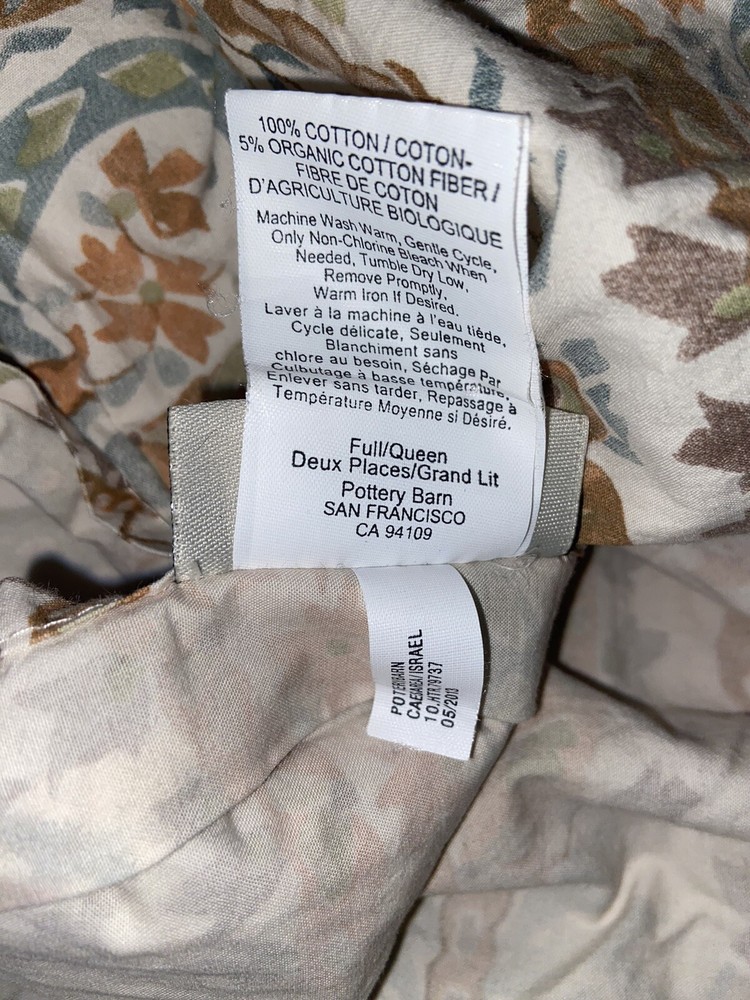 100% COTTON / COTON-
5% ORGANIC COTTON FIBER /
FIBRE DE COTON
D'AGRICULTURE BIOLOGIQUE
Machine Wash Warm, Gentle Cycle,
Only Non-Chlorine Bleach When
Needed, Tumble Dry Low,
Remove Promptly,
Warm Iron If Desired.
Laver à la machine à l'eau tiède,
Cycle délicate, Seulement
Blanchiment sans
chlore au besoin, Séchage Par
Culbutage à basse température,
Enlever sans tarder, Repassage à
Température Moyenne si Désiré.
Full/Queen
Deux Places/Grand Lit
Pottery Barn
SAN FRANCISCO
CA 94109
/ISRAEL
05/2013